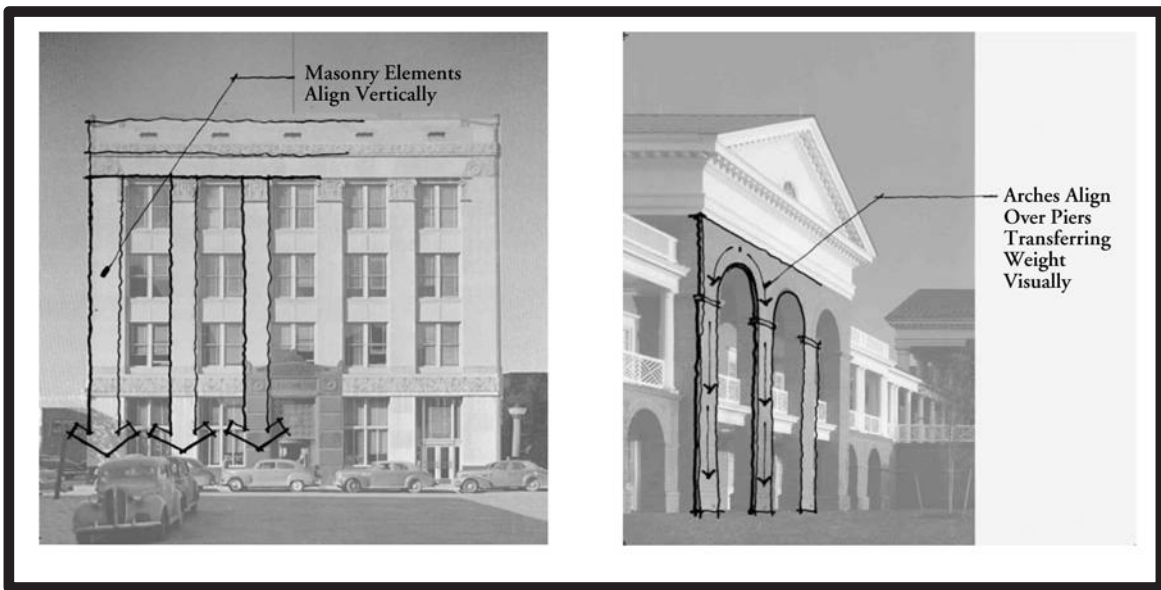 Masonry Elements
Align Vertically
Arches Align
Over Piers
Transferring
Weight
Visually